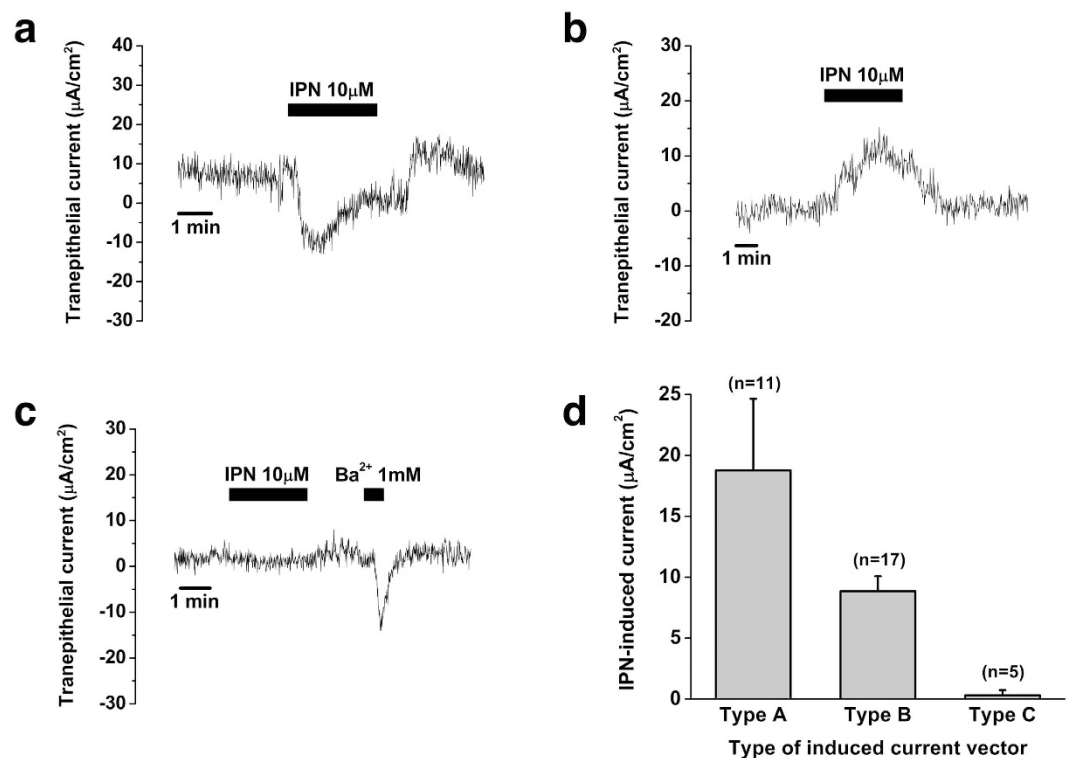 a
Tranepithelial current (μA/cm²)
40
30
20
10
0
-10
-20
-30
IPN 10μM
1 min
b
Tranepithelial current (μA/cm²)
30
20
10
0
-10
-20
IPN 10μM
1 min
c
Tranepithelial current (μA/cm²)
30
20
10
0
-10
-20
-30
IPN 10μM
Ba²⁺ 1mM
1 min
d
IPN-induced current (μA/cm²)
25
20
15
10
5
0
(n=11)
(n=17)
(n=5)
Type A
Type B
Type C
Type of induced current vector